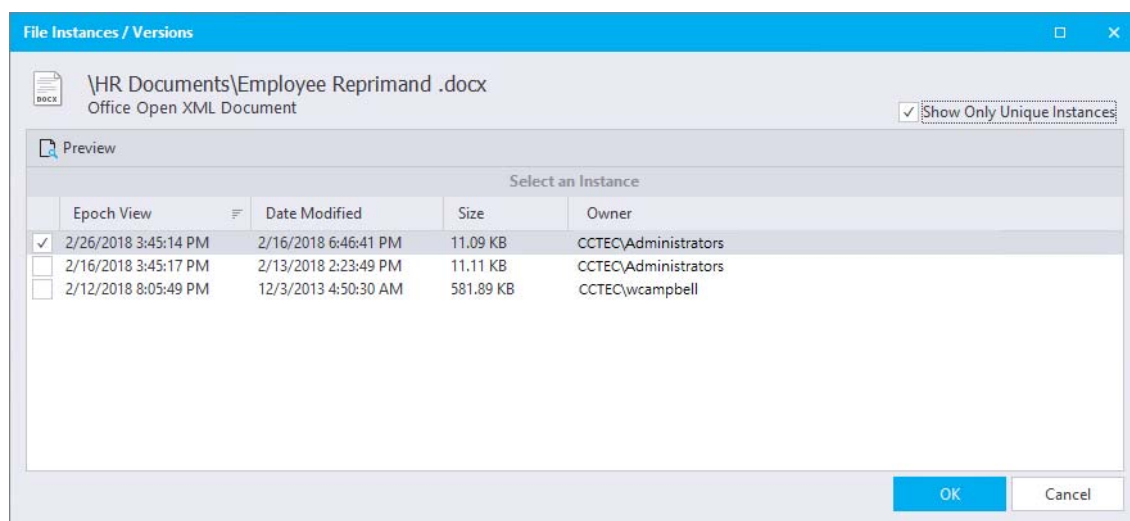 File Instances / Versions
\HR Documents\Employee Reprimand .docx
DOCX
Office Open XML Document
Show Only Unique Instances
Preview
Select an Instance
Epoch View Date Modified Size Owner
2/26/2018 3:45:14 PM 2/16/2018 6:46:41 PM 11.09 KB CCTEC\Administrators
2/16/2018 3:45:17 PM 2/13/2018 2:23:49 PM 11.11 KB CCTEC\Administrators
2/12/2018 8:05:49 PM 12/3/2013 4:50:30 AM 581.89 KB CCTEC\wcampbell
OK Cancel